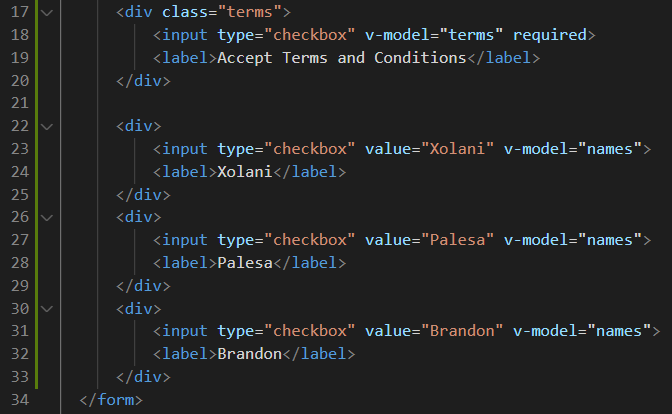 17 <div class="terms">
18 <input type="checkbox" v-model="terms" required>
19 <label>Accept Terms and Conditions</label>
20 </div>
21
22 <div>
23 <input type="checkbox" value="Xolani" v-model="names">
24 <label>Xolani</label>
25 </div>
26 <div>
27 <input type="checkbox" value="Palesa" v-model="names">
28 <label>Palesa</label>
29 </div>
30 <div>
31 <input type="checkbox" value="Brandon" v-model="names">
32 <label>Brandon</label>
33 </div>
34 </form>